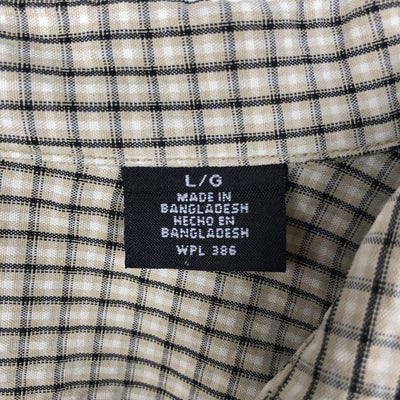 L/G
MADE IN
BANGLADESH
HECHO EN
BANGLADESH
WPL 386